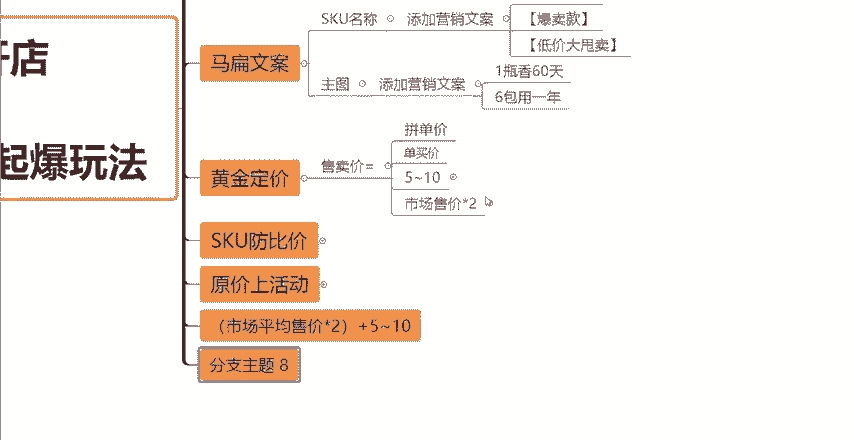 开店
起爆玩法
马扁文案
SKU名称
添加营销文案
【爆卖款】
【低价大甩卖】
主图
添加营销文案
1瓶香60天
6包用一年
黄金定价
售卖价=
拼单价
单买价
5~10
市场售价*2
SKU防比价
原价上活动
（市场平均售价*2）+5~10
分支主题 8